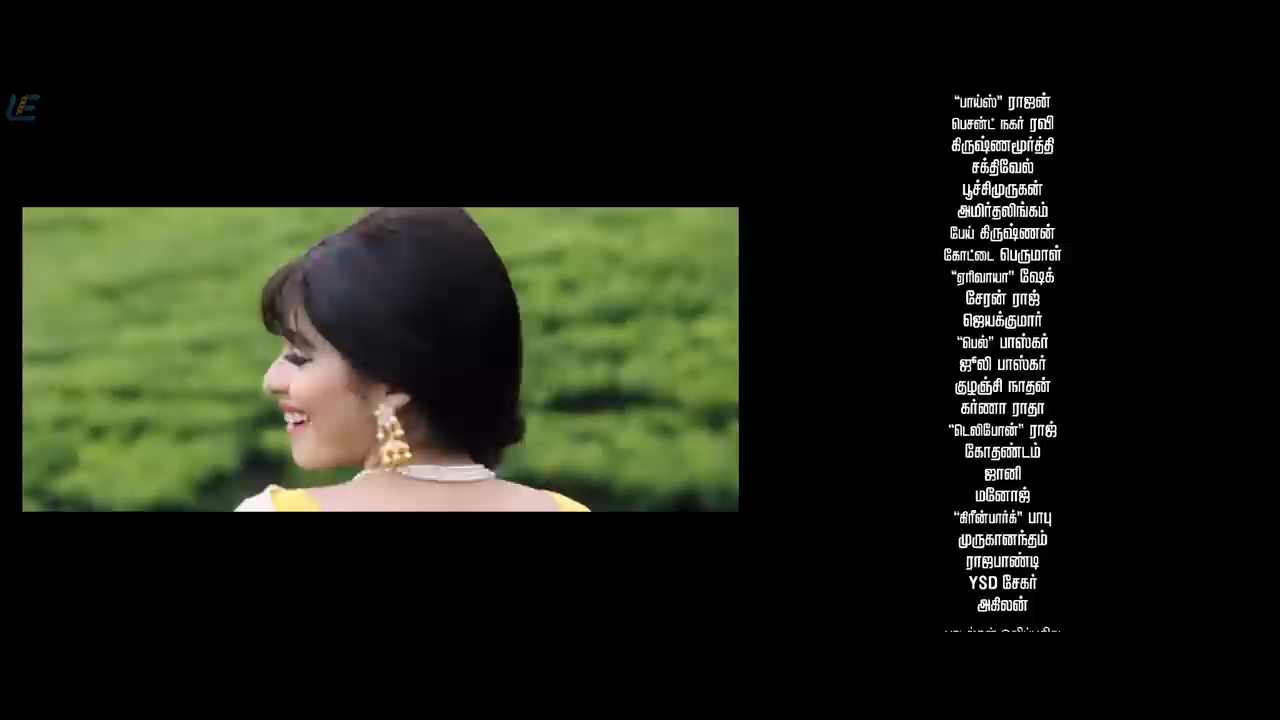 LE
“பாய்ஸ்” ராஜன்
பெசன்ட் நகர் ரவி
கிருஷ்ணமூர்த்தி
சக்திவேல்
பூச்சிமுருகன்
அமிர்தலிங்கம்
பேய் கிருஷ்ணன்
கோட்டை பெருமாள்
“ஏரிவாயா” ஷேக்
சேரன் ராஜ்
ஜெயக்குமார்
“பெல்” பாஸ்கர்
ஜூலி பாஸ்கர்
குழஞ்சி நாதன்
கர்ணா ராதா
“டெலிபோன்” ராஜ்
கோதண்டம்
ஜானி
மனோஜ்
“கிரீன்பார்க்” பாபு
முருகானந்தம்
ராஜபாண்டி
YSD சேகர்
அகிலன்